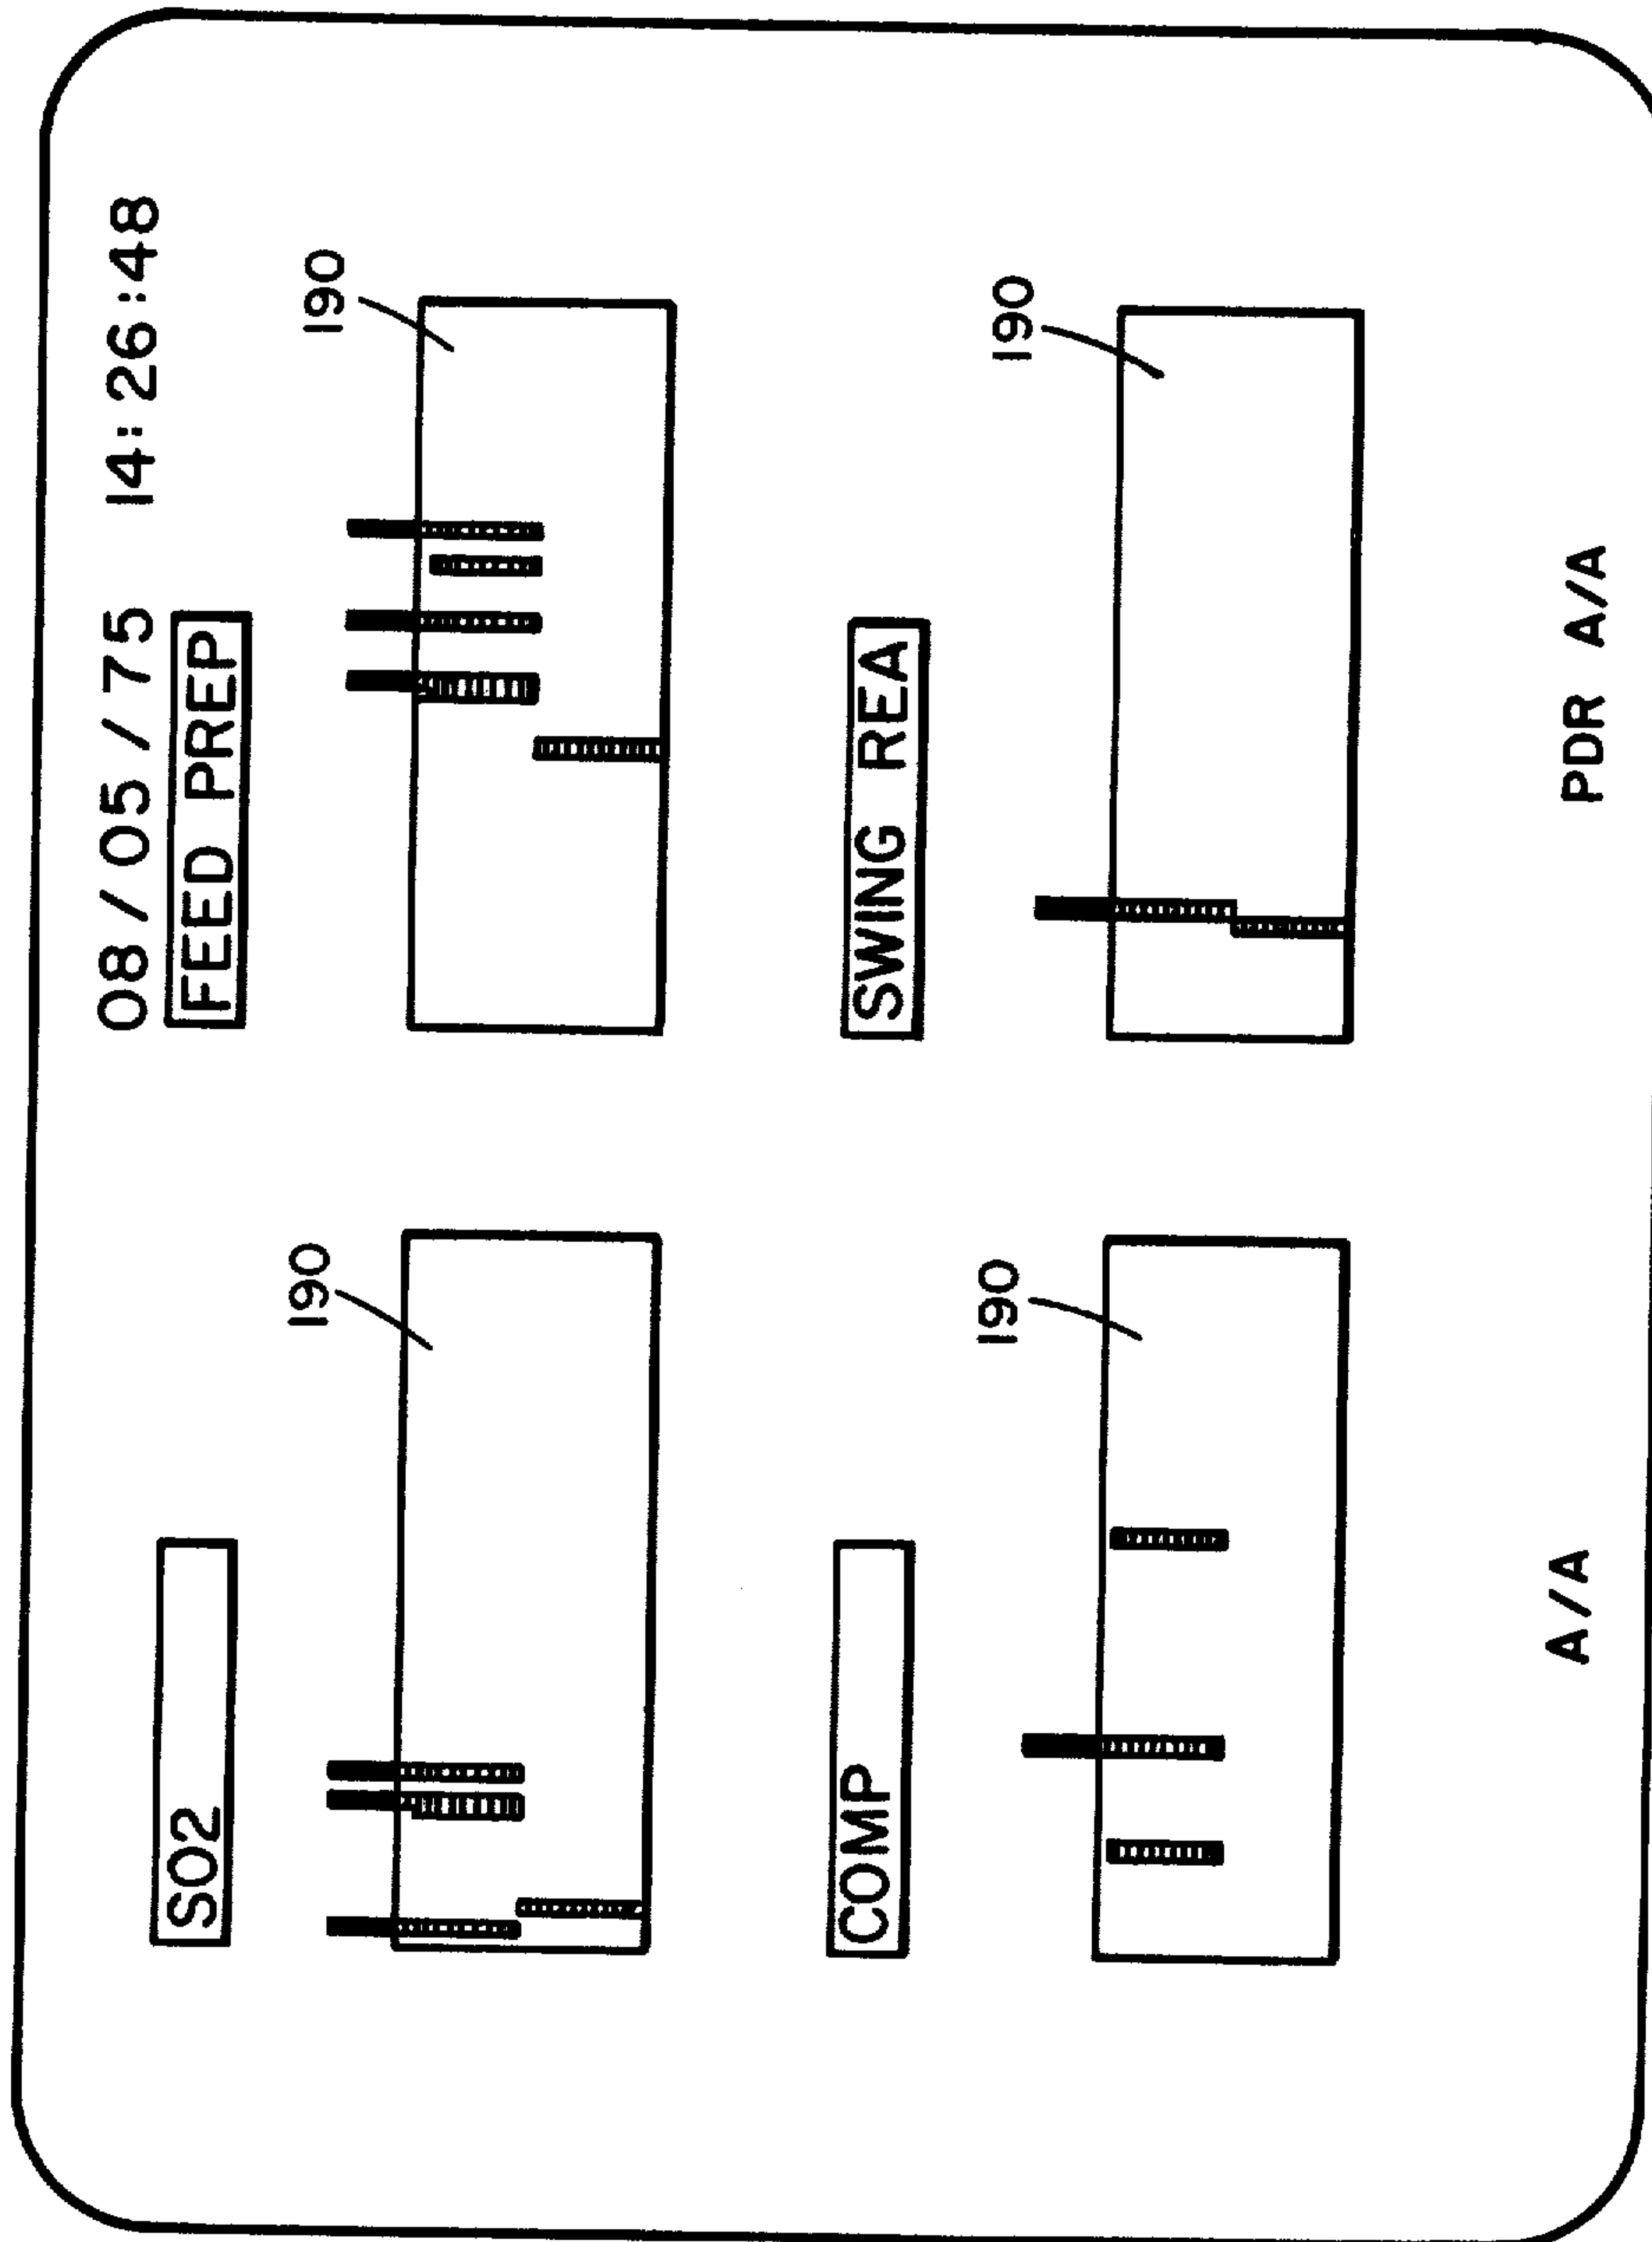 08/05/75 14:26:48
SO2
FEED PREP
190
190
COMP
SWING REA
190
190
A/A
PDR A/A